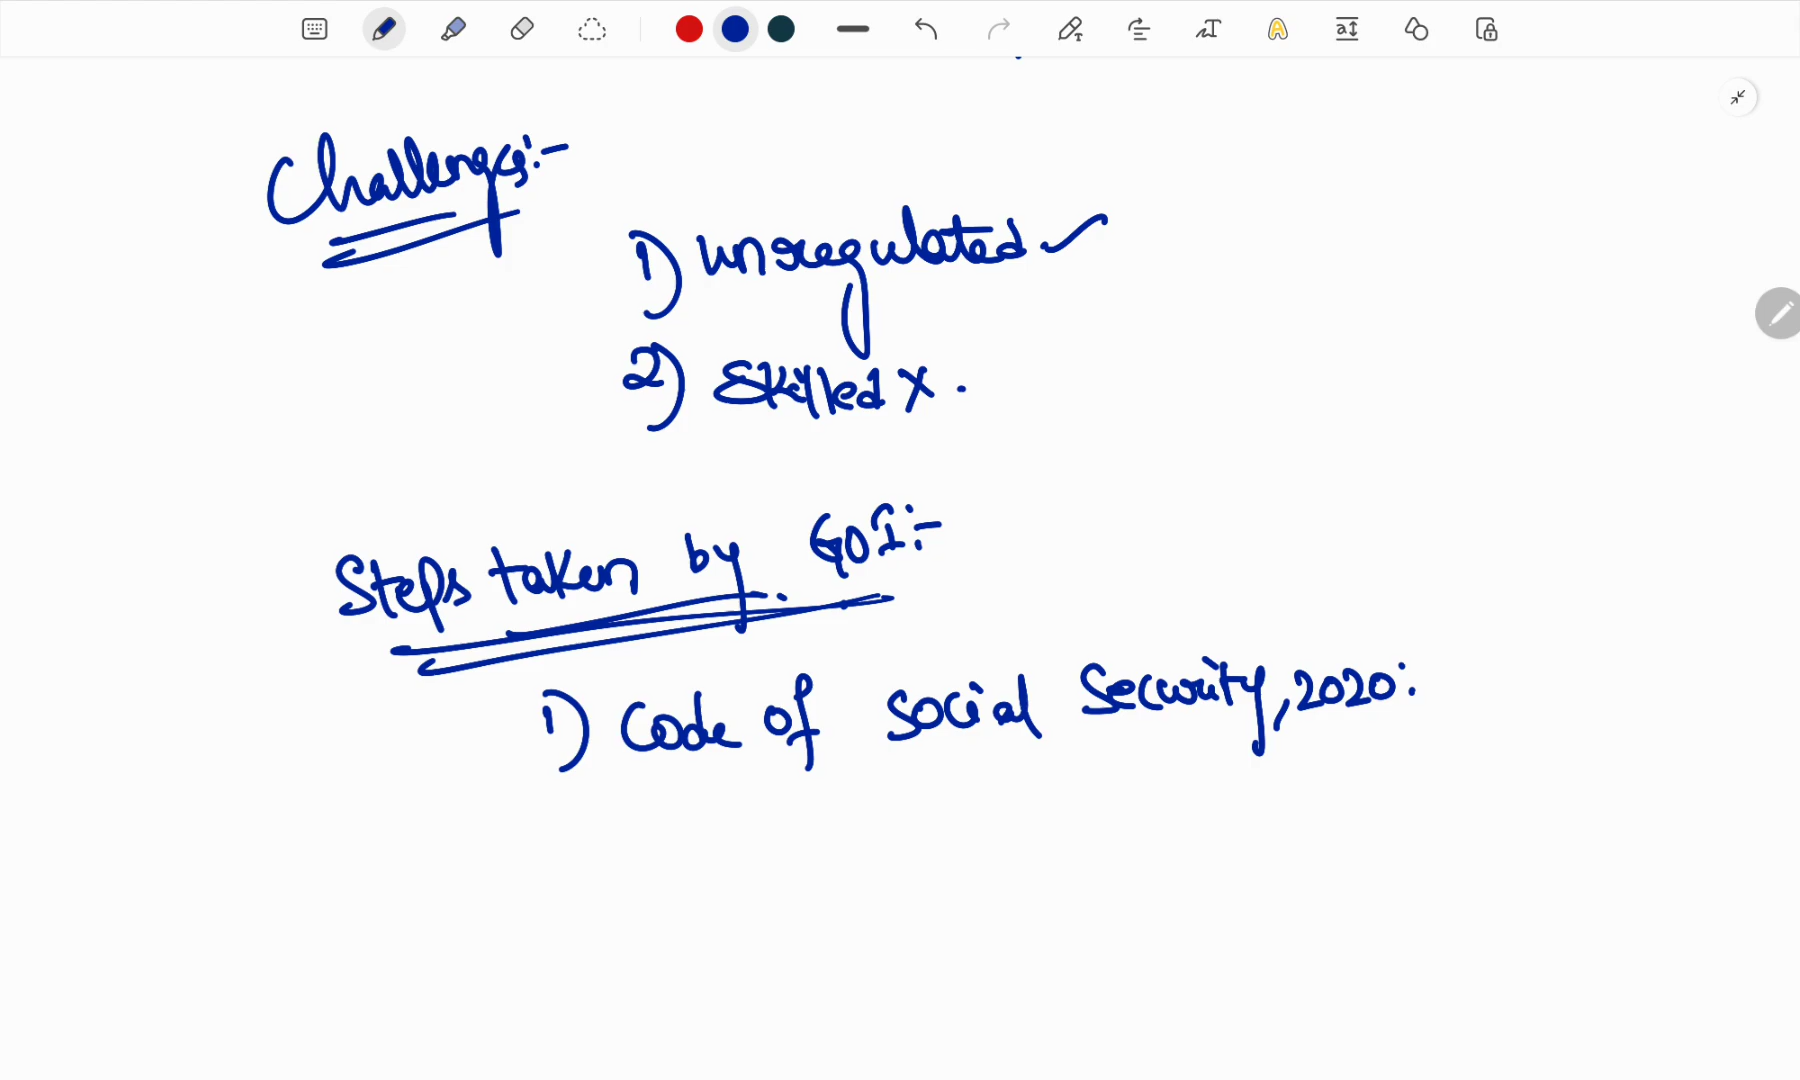 Challenges:-
1) unregulated ✓
2) Skilled X .
Steps taken by GOI:-
1) Code of Social Security, 2020: